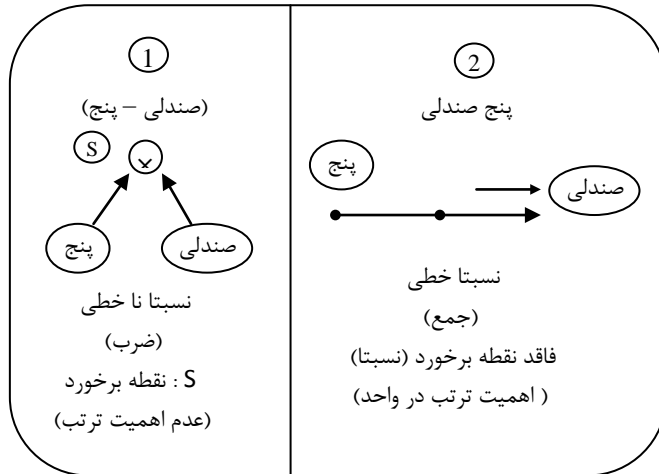 1
(صندلی – پنج)
S
×
پنج
صندلی
نسبتا نا خطی
(ضرب)
S : نقطه برخورد
(عدم اهمیت ترتب)
2
پنج صندلی
پنج
صندلی
نسبتا خطی
(جمع)
فاقد نقطه برخورد (نسبتا)
( اهمیت ترتب در واحد)